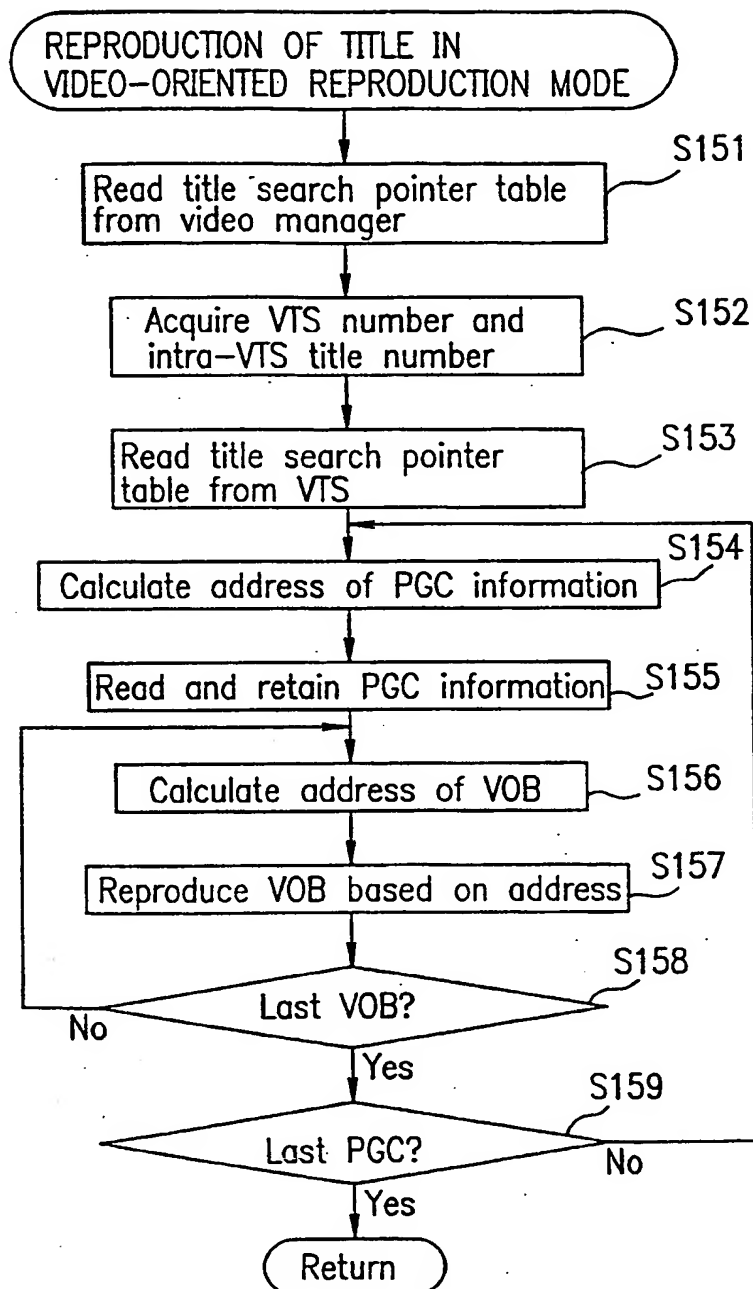 REPRODUCTION OF TITLE IN
VIDEO-ORIENTED REPRODUCTION MODE
S151
Read title search pointer table
from video manager
S152
Acquire VTS number and
intra-VTS title number
S153
Read title search pointer
table from VTS
S154
Calculate address of PGC information
Read and retain PGC information
S155
Calculate address of VOB
S156
Reproduce VOB based on address
S157
S158
Last VOB?
No
Yes
S159
Last PGC?
No
Yes
Return